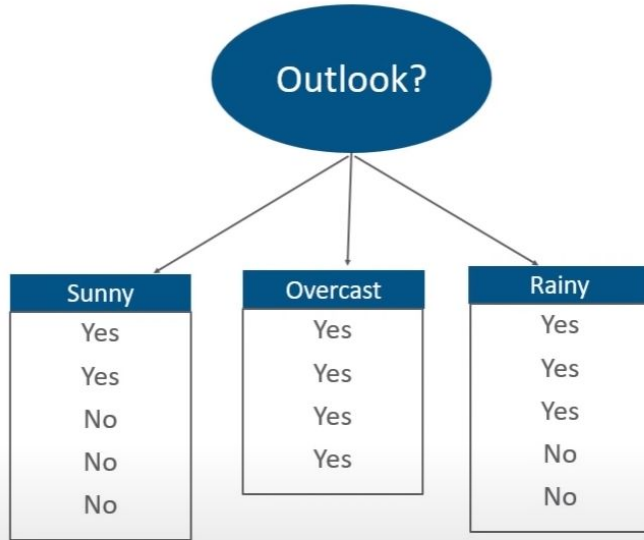 Outlook?
Sunny
Yes
Yes
No
No
No
Overcast
Yes
Yes
Yes
Yes
Rainy
Yes
Yes
Yes
No
No